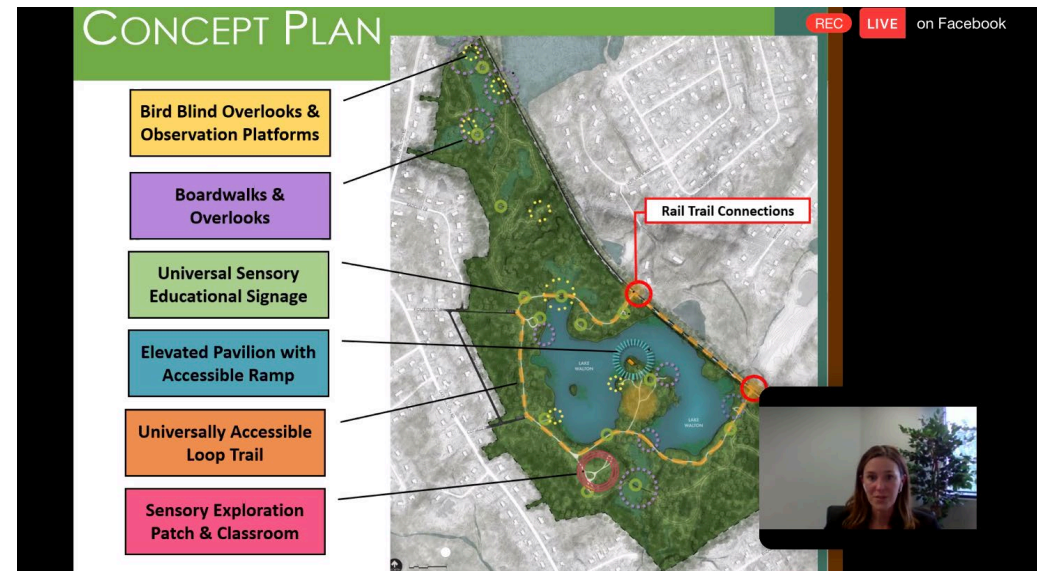 CONCEPT PLAN
REC
LIVE
on Facebook
Bird Blind Overlooks &
Observation Platforms
Boardwalks &
Overlooks
Universal Sensory
Educational Signage
Elevated Pavilion with
Accessible Ramp
Universally Accessible
Loop Trail
Sensory Exploration
Patch & Classroom
Rail Trail Connections
LAKE
WALTON
LAKE
WALTON